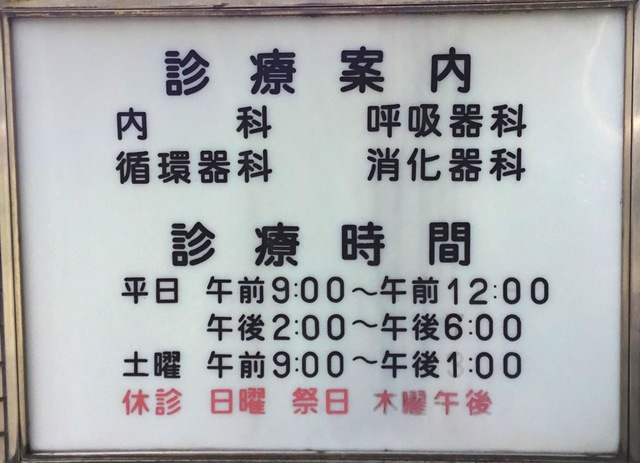 診療案内
内科 呼吸器科
循環器科 消化器科
診療時間
平日 午前9:00～午前12:00
午後2:00～午後6:00
土曜 午前9:00～午後1:00
休診 日曜 祭日 木曜午後